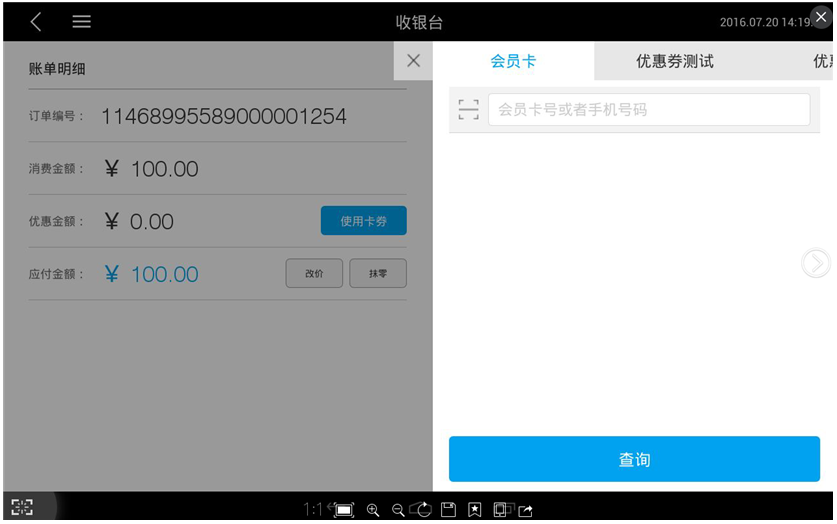 收银台
2016.07.20 14:19
账单明细
订单编号： 11468995589000001254
消费金额： ¥ 100.00
优惠金额： ¥ 0.00 使用卡券
应付金额： ¥ 100.00 改价 抹零
会员卡 优惠券测试 优
会员卡号或者手机号码
查询
1:1